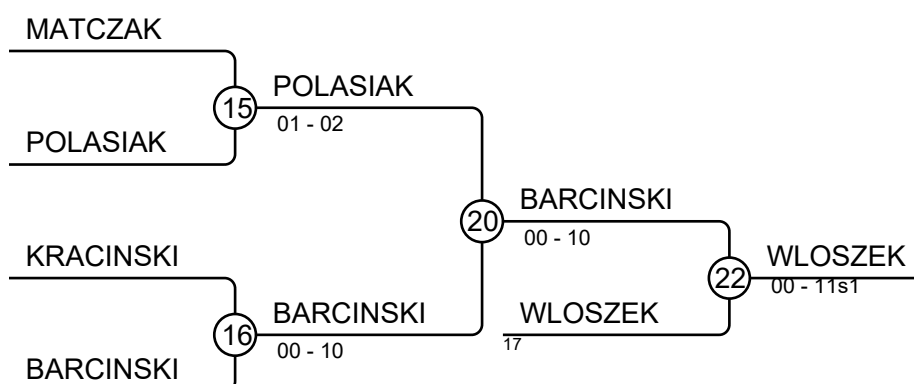 MATCZAK
15
POLASIAK
01 - 02
POLASIAK
20
BARCINSKI
00 - 10
KRACINSKI
22
WLOSZEK
00 - 11s1
16
BARCINSKI
00 - 10
WLOSZEK
17
BARCINSKI